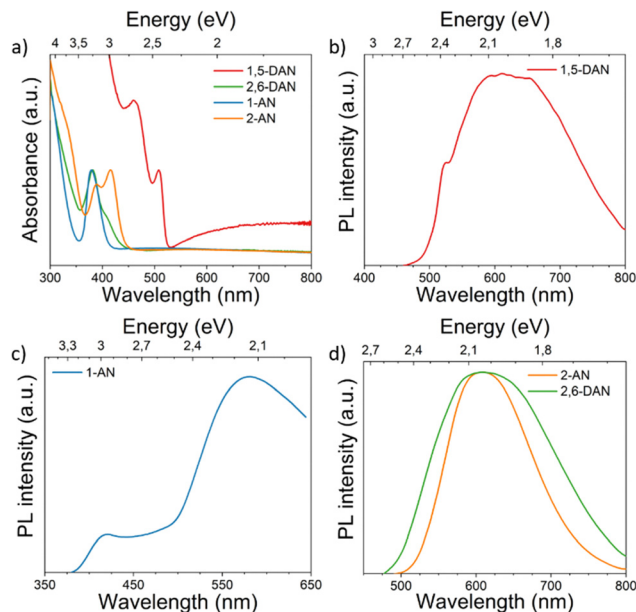 Energy (eV)
a)
4 3,5 3 2,5 2
Absorbance (a.u.)
1,5-DAN
2,6-DAN
1-AN
2-AN
300 400 500 600 700 800
Wavelength (nm)
Energy (eV)
b)
3 2,7 2,4 2,1 1,8
PL intensity (a.u.)
1,5-DAN
400 500 600 700 800
Wavelength (nm)
Energy (eV)
c)
3,3 3 2,7 2,4 2,1
PL intensity (a.u.)
1-AN
350 450 550 650
Wavelength (nm)
Energy (eV)
d)
2,7 2,4 2,1 1,8
PL intensity (a.u.)
2-AN
2,6-DAN
500 600 700 800
Wavelength (nm)